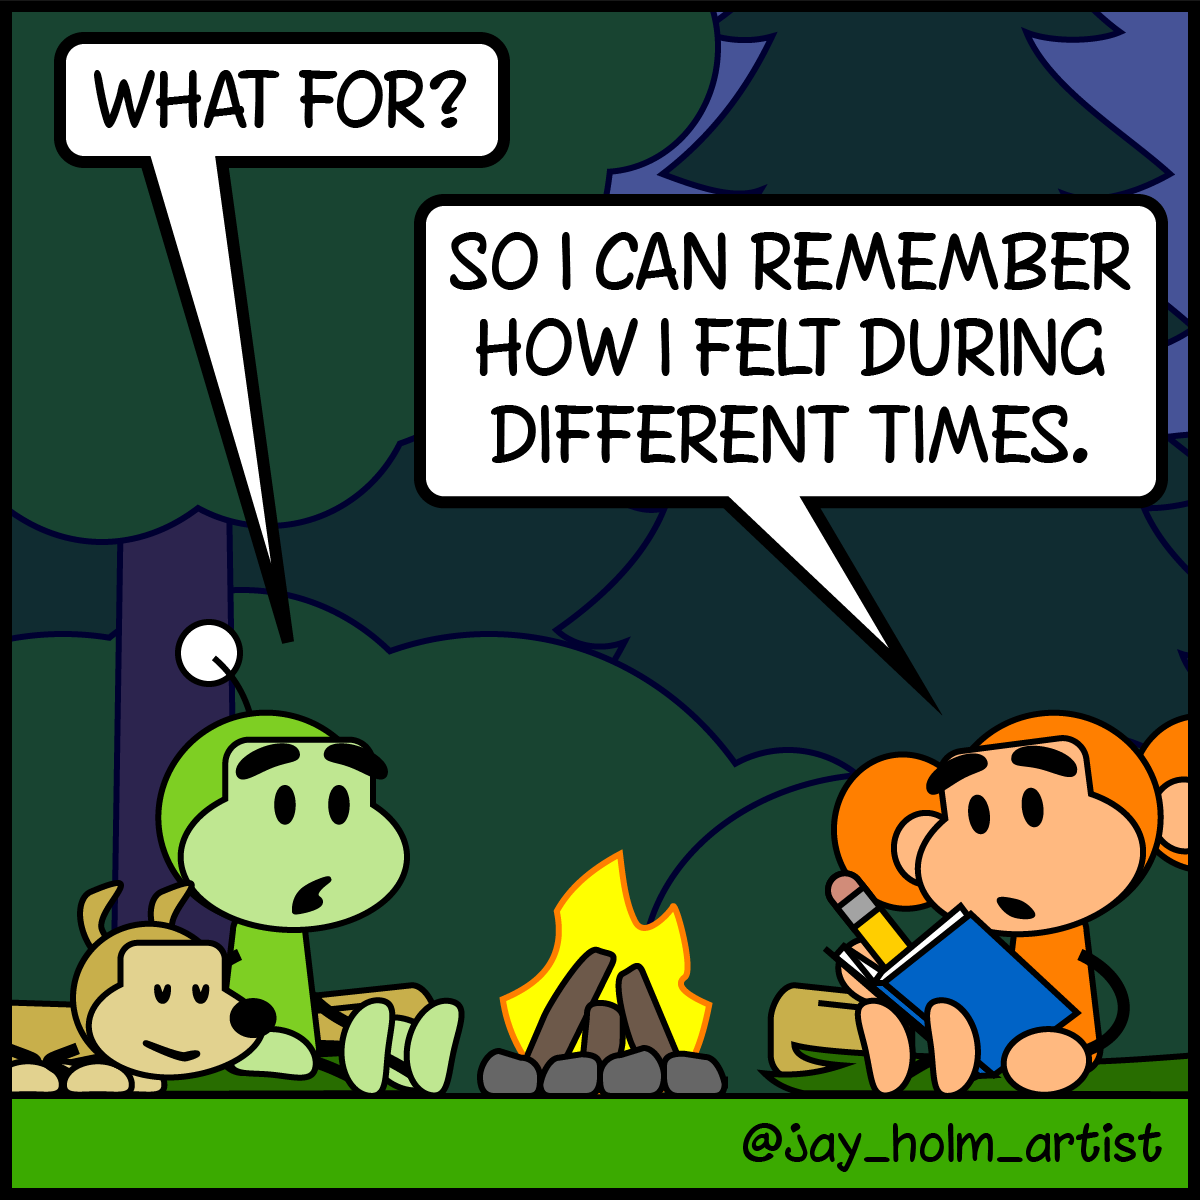 WHAT FOR?
SO I CAN REMEMBER
HOW I FELT DURING
DIFFERENT TIMES.
@jay_holm_artist